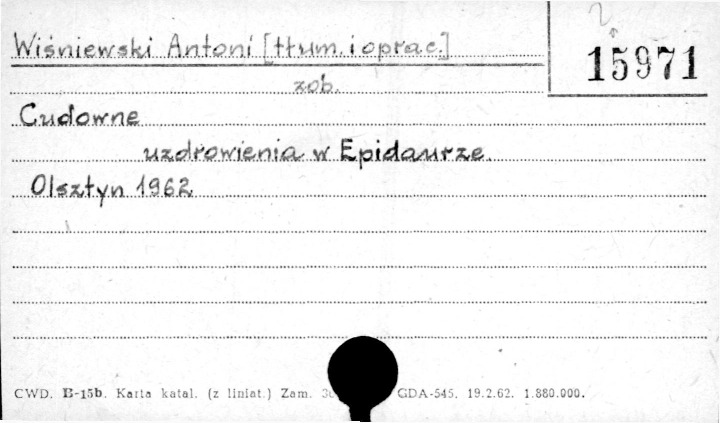 Wiśniewski Antoni [tłum. i oprac.]
15971
zob.
Cudowne
uzdrowienia w Epidaurze.
Olsztyn 1962
CWD. B-15b. Karta katal. (z liniat.) Zam. GDA-545. 19.2.62. 1.880.000.